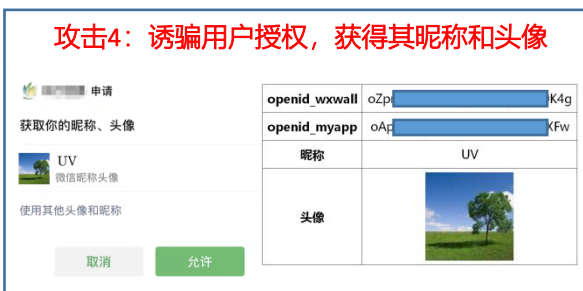 攻击4：诱骗用户授权，获得其昵称和头像
申请
获取你的昵称、头像
UV
微信昵称头像
使用其他头像和昵称
取消
允许
openid_wxwall oZp K4g
openid_myapp oAp XFw
昵称 UV
头像